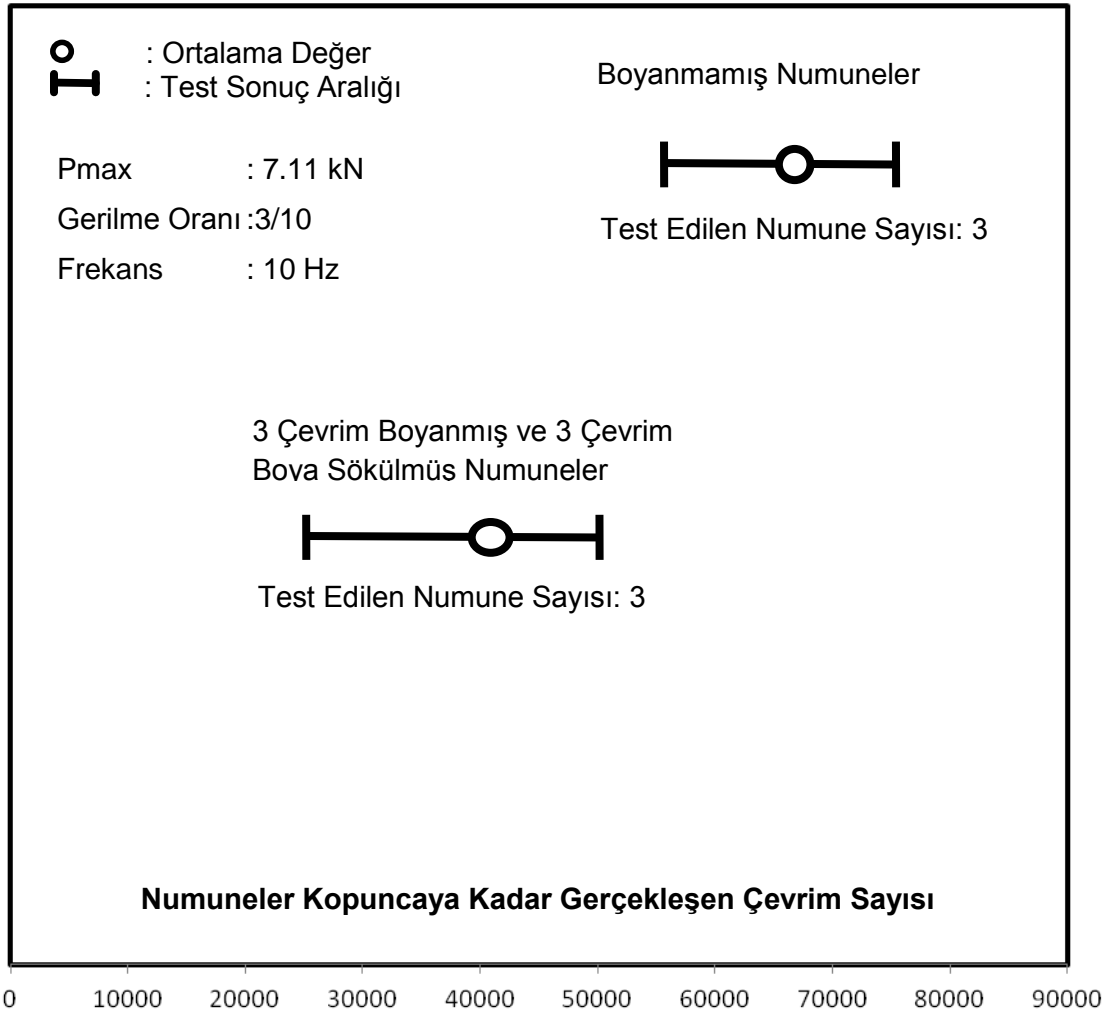 : Ortalama Değer
: Test Sonuç Aralığı
Boyanmamış Numuneler
Pmax : 7.11 kN
Gerilme Oranı :3/10
Frekans : 10 Hz
Test Edilen Numune Sayısı: 3
3 Çevrim Boyanmış ve 3 Çevrim
Bova Sökülmüs Numuneler
Test Edilen Numune Sayısı: 3
Numuneler Kopuncaya Kadar Gerçekleşen Çevrim Sayısı
0 10000 20000 30000 40000 50000 60000 70000 80000 90000